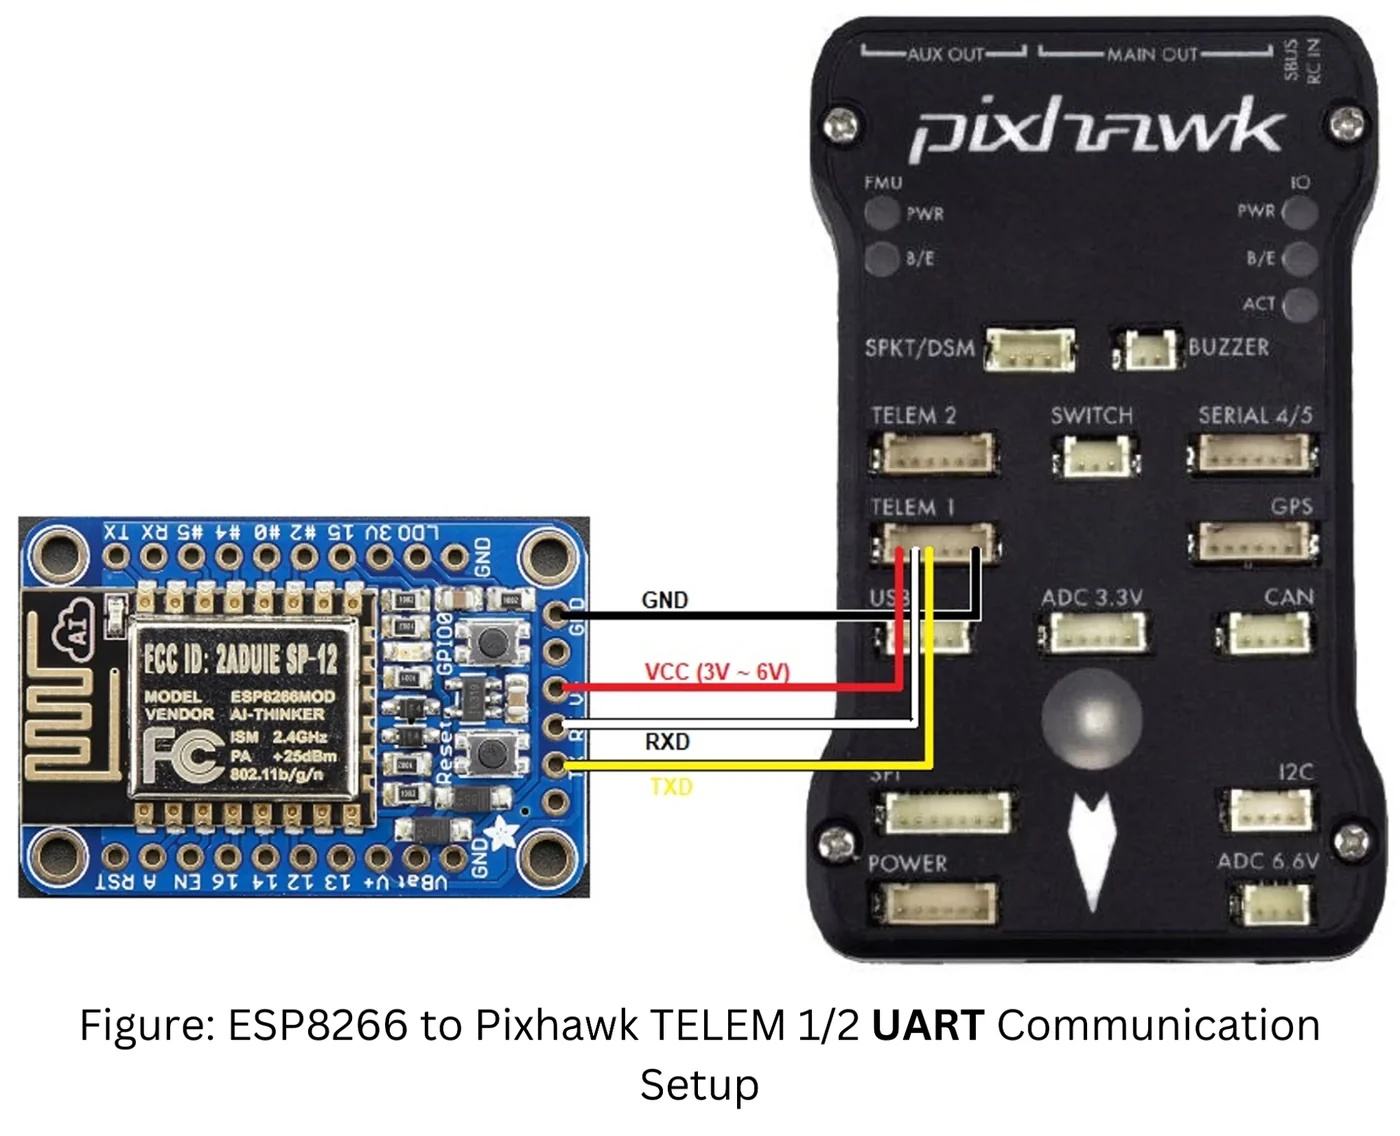 AUX OUT MAIN OUT SBUS
RC IN
pixhawk
FMU IO
PWR PWR
B/E B/E
ACT
SPKT/DSM BUZZER
TELEM 2 SWITCH SERIAL 4/5
TELEM 1 GPS
USB ADC 3.3V CAN
SPI I2C
POWER ADC 6.6V
TX RX #5 #4 #0 #2 15 3V LDO GND
AI
FCC ID: 2ADUIE SP-12
MODEL ESP8266MOD
VENDOR AI-THINKER
FC ISM 2.4GHz
PA +25dBm
802.11b/g/n
GPIO0
Reset
RST A EN 16 14 12 13 V+ VBat GND
GND
VCC (3V ~ 6V)
RXD
TXD
Figure: ESP8266 to Pixhawk TELEM 1/2 UART Communication
Setup